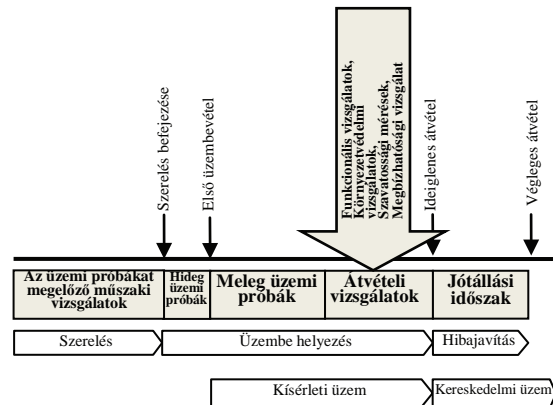 Szerelés befejezése
Első üzembevétel
Funkcionális vizsgálatok,
Környezetvédelmi
vizsgálatok,
Szavatossági mérések,
Megbízhatósági vizsgálat
Ideiglenes átvétel
Végleges átvétel
Az üzemi próbákat
megelőző műszaki
vizsgálatok
Hideg
üzemi
próbák
Meleg üzemi
próbák
Átvételi
vizsgálatok
Jótállási
időszak
Szerelés
Üzembe helyezés
Hibajavítás
Kísérleti üzem
Kereskedelmi üzem